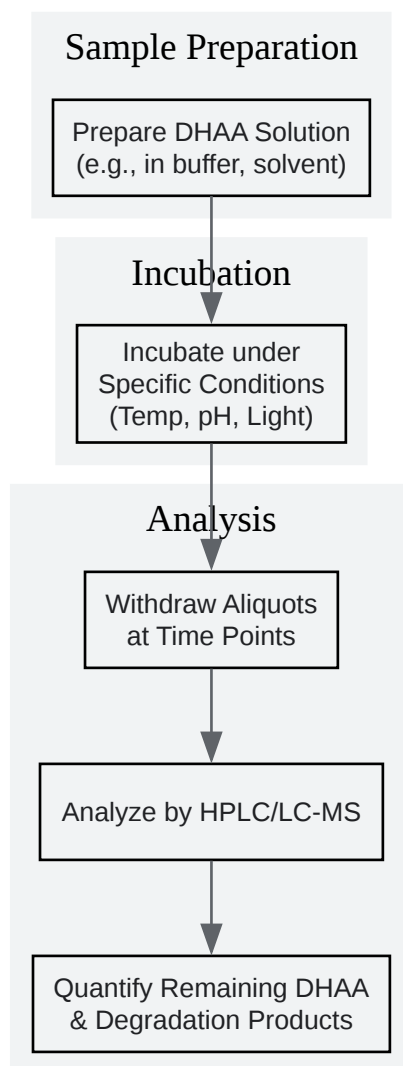 Sample Preparation
Prepare DHAA Solution
(e.g., in buffer, solvent)
Incubation
Incubate under
Specific Conditions
(Temp, pH, Light)
Analysis
Withdraw Aliquots
at Time Points
Analyze by HPLC/LC-MS
Quantify Remaining DHAA
& Degradation Products